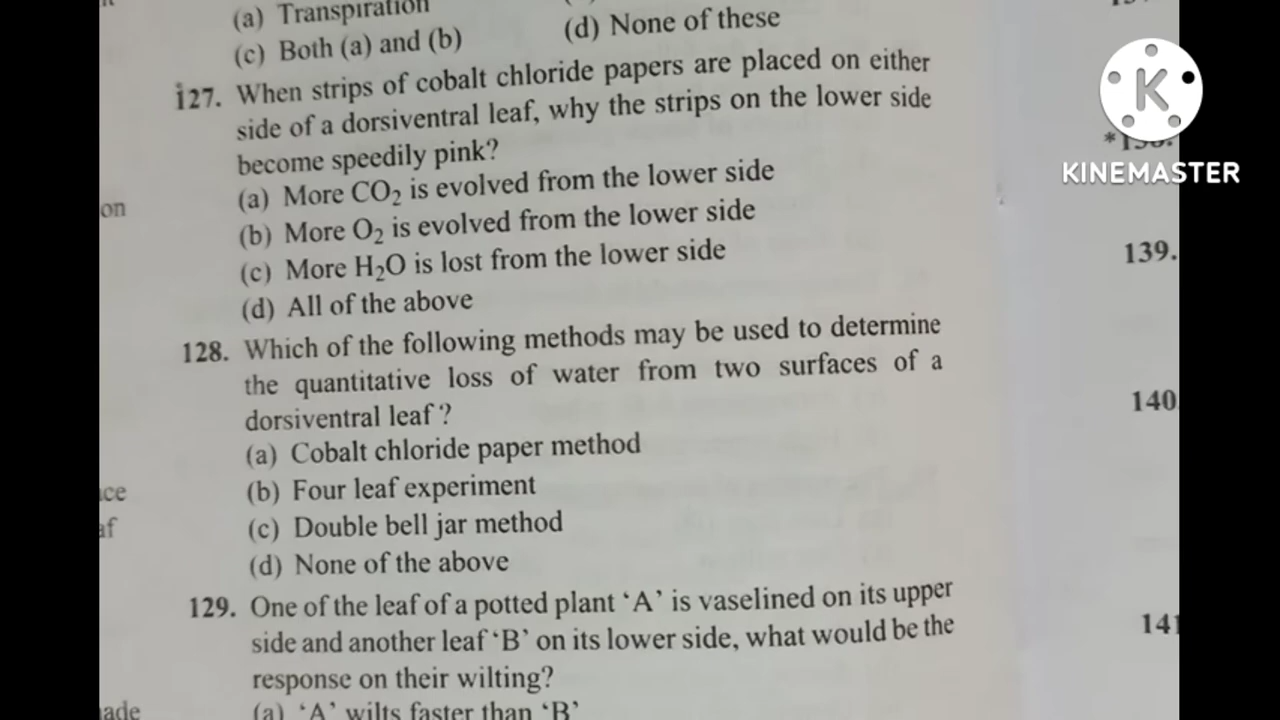 (a) Transpiration
(c) Both (a) and (b) (d) None of these
127. When strips of cobalt chloride papers are placed on either
side of a dorsiventral leaf, why the strips on the lower side
become speedily pink?
(a) More CO₂ is evolved from the lower side
(b) More O₂ is evolved from the lower side
(c) More H₂O is lost from the lower side
(d) All of the above
128. Which of the following methods may be used to determine
the quantitative loss of water from two surfaces of a
dorsiventral leaf ?
(a) Cobalt chloride paper method
(b) Four leaf experiment
(c) Double bell jar method
(d) None of the above
129. One of the leaf of a potted plant ‘A’ is vaselined on its upper
side and another leaf ‘B’ on its lower side, what would be the
response on their wilting?
(a) ‘A’ wilts faster than ‘B’
on
K
KINEMASTER
139.
140
141